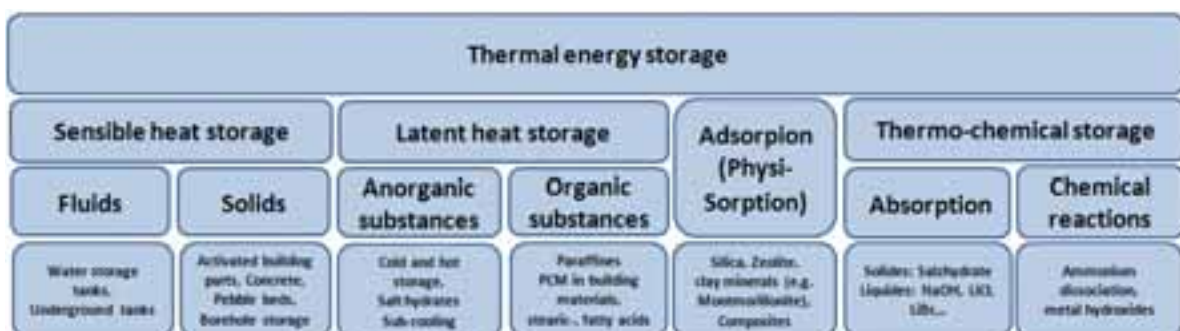 Thermal energy storage
Sensible heat storage
Latent heat storage
Adsorpion
(Physi-
Sorption)
Thermo-chemical storage
Fluids
Solids
Anorganic
substances
Organic
substances
Absorption
Chemical
reactions
Water storage
tanks,
Underground tanks
Activated building
parts, Concrete,
Pebble beds,
Borehole storage
Cold and hot
storage,
Salt hydrates
Sub-cooling
Paraffines
PCM in building
materials,
stearic-, fatty acids
Silica, Zeolite,
clay minerals (e.g.
Montmorillonite),
Composites
Solides: Salzhydrate
Liquides: NaOH, LiCl,
LiBr...
Ammonium
dissociation,
metal hydroxides